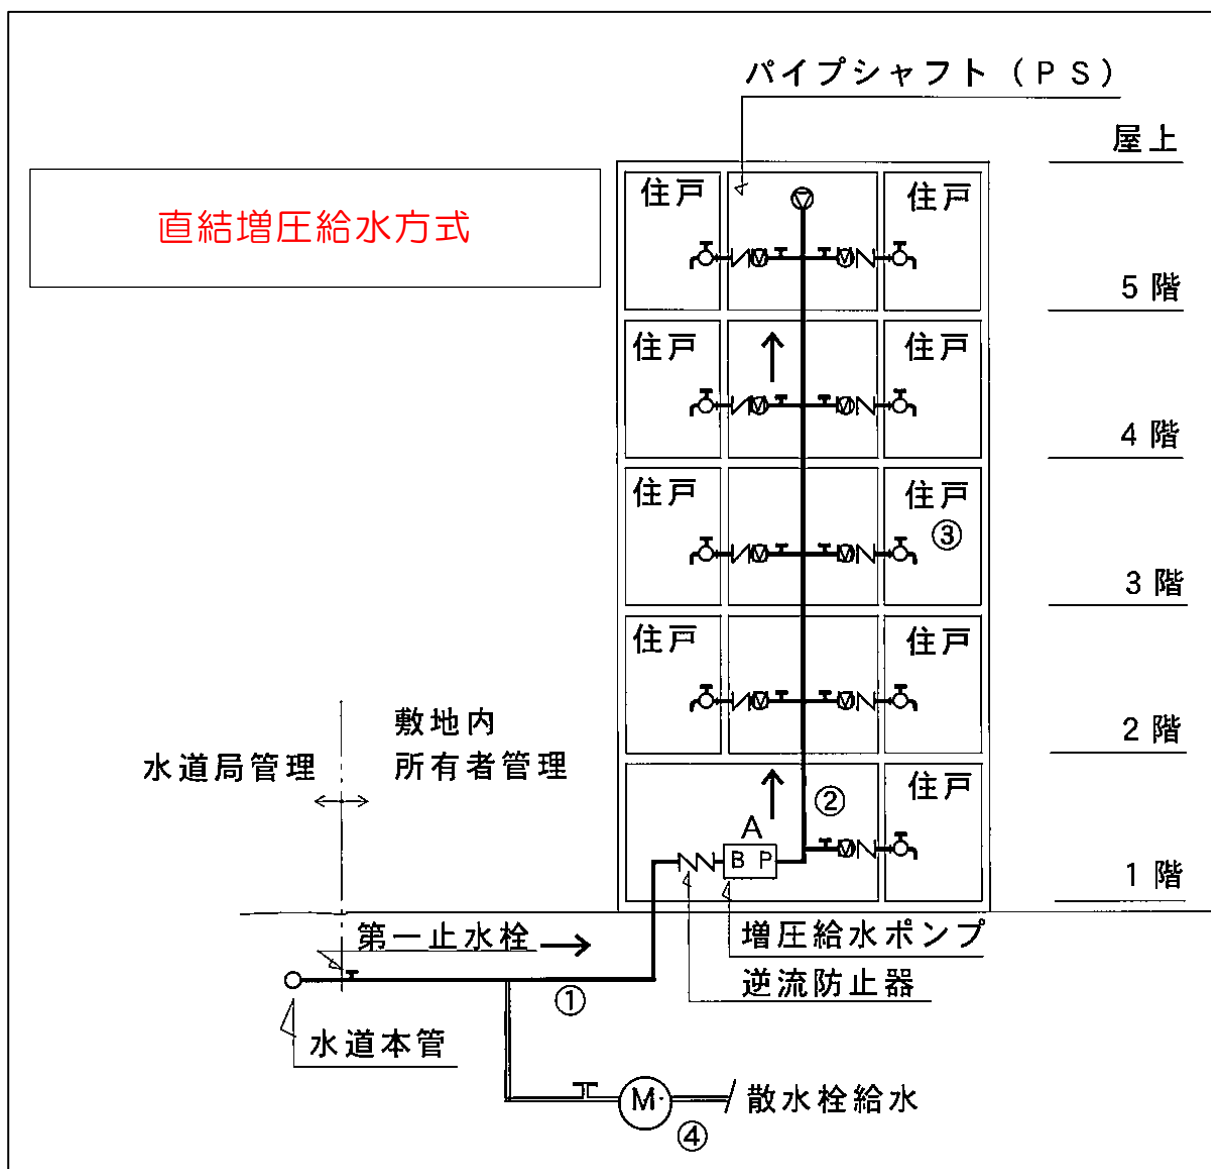 パイプシャフト(PS)
屋上
直結増圧給水方式
住戸
住戸
5階
住戸
住戸
4階
住戸
住戸
③
3階
住戸
住戸
2階
敷地内
所有者管理
水道局管理
住戸
②
A
BP
1階
第一止水栓
増圧給水ポンプ
逆流防止器
①
水道本管
M
散水栓給水
④